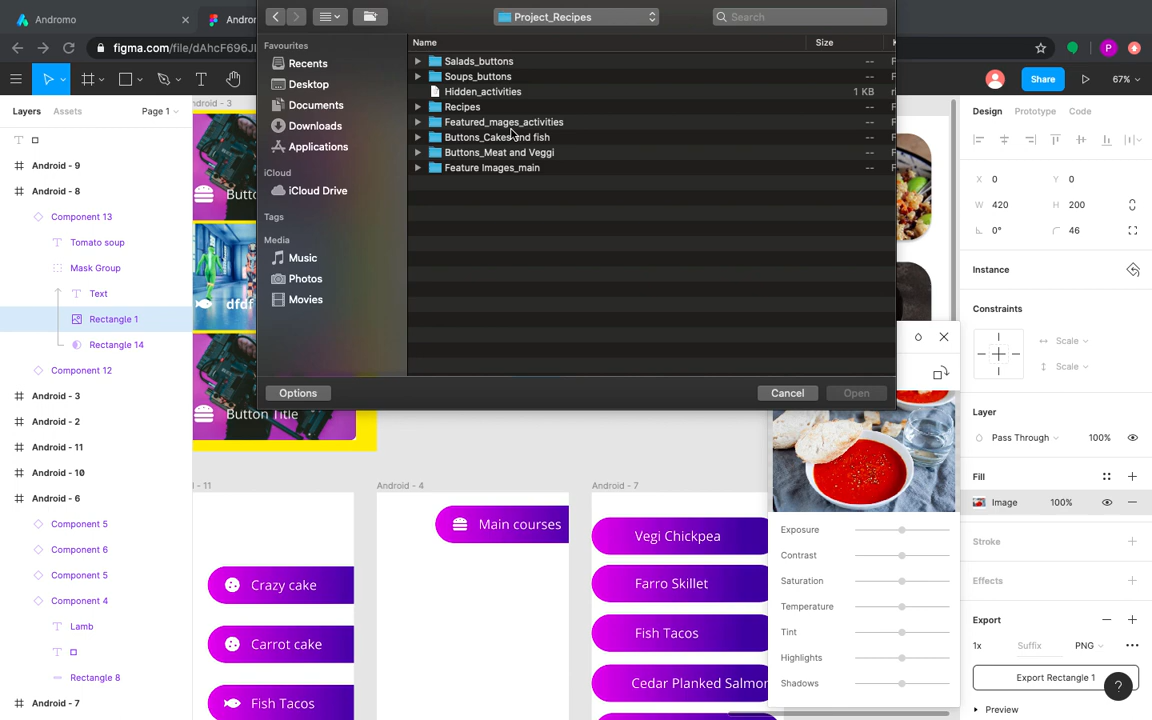 Andromo
Andron
figma.com/file/dAhcF696JI
Project_Recipes
Search
P
Share
67%
Name
Size
K
Favourites
Recents
Desktop
Documents
Downloads
Applications
iCloud
iCloud Drive
Tags
Media
Music
Photos
Movies
Salads_buttons
--
Soups_buttons
--
Hidden_activities
1 KB
Recipes
--
Featured_mages_activities
--
Buttons_Cakes and fish
--
Buttons_Meat and Veggi
--
Feature Images_main
--
Options
Cancel
Open
Layers
Assets
Page 1
Android - 9
Android - 8
Component 13
Tomato soup
Mask Group
Text
Rectangle 1
Rectangle 14
Component 12
Android - 3
Android - 2
Android - 11
Android - 10
Android - 6
Component 5
Component 6
Component 5
Component 4
Lamb
Rectangle 8
Android - 7
ndroid - 3
Butto
dfdf
Button Title
- 11
Crazy cake
Carrot cake
Fish Tacos
Android - 4
Main courses
Android - 7
Vegi Chickpea
Farro Skillet
Fish Tacos
Cedar Planked Salmon
Exposure
Contrast
Saturation
Temperature
Tint
Highlights
Shadows
Design
Prototype
Code
X 0
Y 0
W 420
H 200
0°
46
Instance
Constraints
Scale
Scale
Layer
Pass Through
100%
Fill
Image
100%
Stroke
Effects
Export
1x
Suffix
PNG
Export Rectangle 1
?
Preview